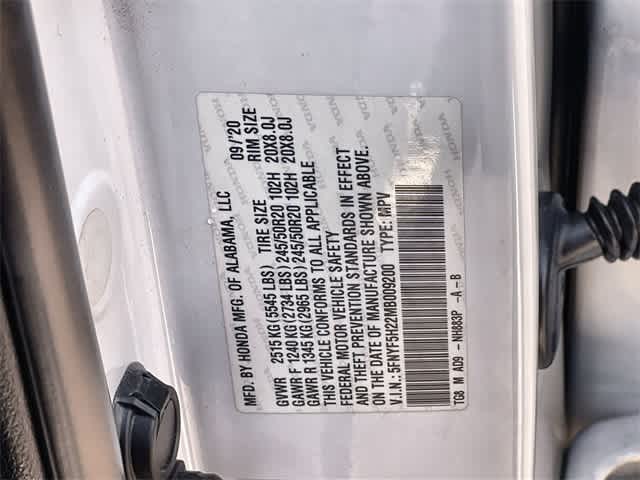 MFD. BY HONDA MFG. OF ALABAMA, LLC 09/'20
TIRE SIZE RIM SIZE
GVWR 2515 KG (5545 LBS)
GAWR F 1240 KG (2734 LBS) 245/50R20 102H 20X8.0J
GAWR R 1345 KG (2965 LBS) 245/50R20 102H 20X8.0J
THIS VEHICLE CONFORMS TO ALL APPLICABLE
FEDERAL MOTOR VEHICLE SAFETY
AND THEFT PREVENTION STANDARDS IN EFFECT
ON THE DATE OF MANUFACTURE SHOWN ABOVE.
V.I.N.: 5FNYF5H22MB009200 TYPE: MPV
TG8 M AD9 - NH883P -A-B